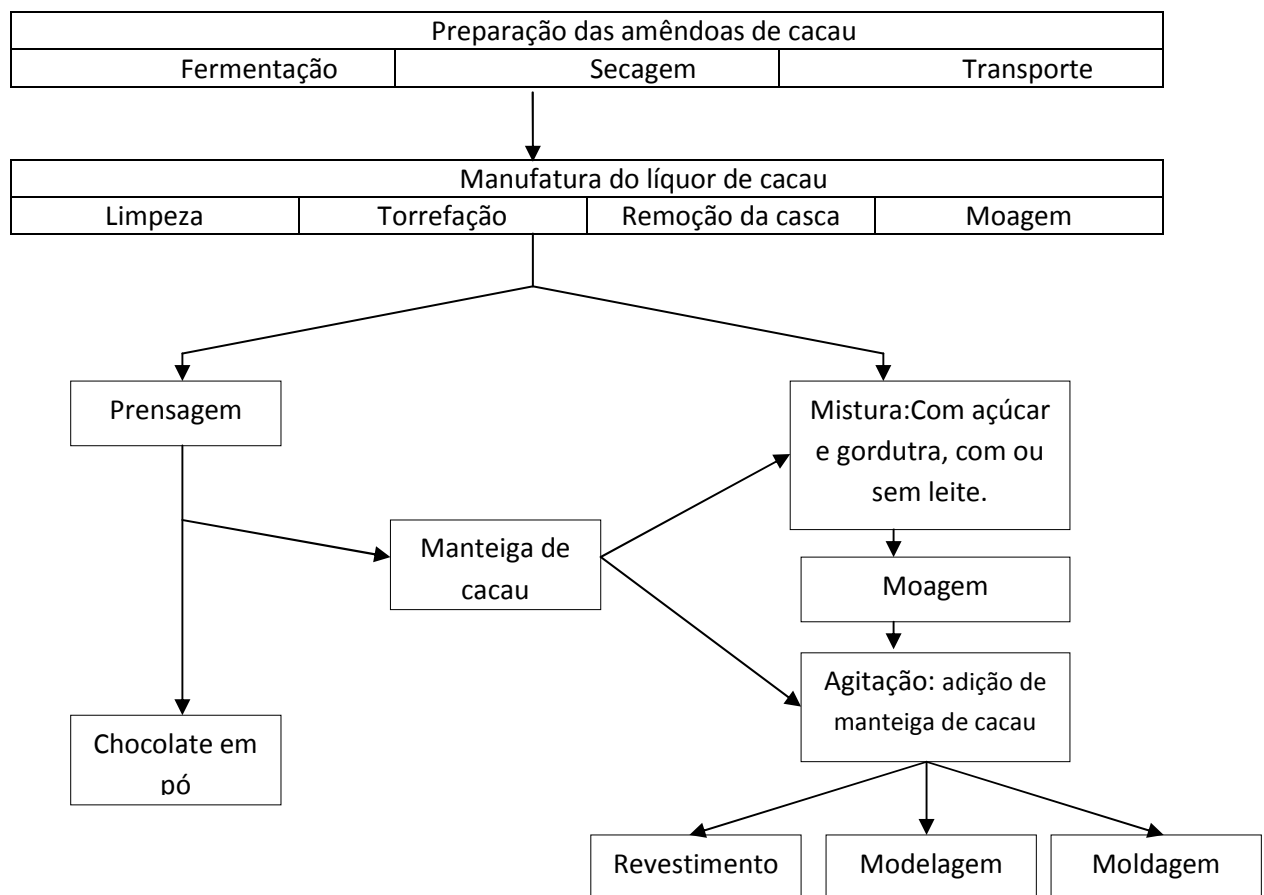 Preparação das amêndoas de cacau
Fermentação Secagem Transporte
Manufatura do líquor de cacau
Limpeza Torrefação Remoção da casca Moagem
Prensagem
Mistura:Com açúcar
e gordutra, com ou
sem leite.
Manteiga de
cacau
Moagem
Agitação: adição de
manteiga de cacau
Chocolate em
pó
Revestimento Modelagem Moldagem